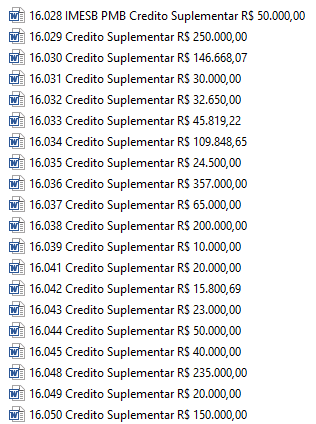 16.028 IMESB PMB Credito Suplementar R$ 50.000,00
16.029 Credito Suplementar R$ 250.000,00
16.030 Credito Suplementar R$ 146.668,07
16.031 Credito Suplementar R$ 30.000,00
16.032 Credito Suplementar R$ 32.650,00
16.033 Credito Suplementar R$ 45.819,22
16.034 Credito Suplementar R$ 109.848,65
16.035 Credito Suplementar R$ 24.500,00
16.036 Credito Suplementar R$ 357.000,00
16.037 Credito Suplementar R$ 65.000,00
16.038 Credito Suplementar R$ 200.000,00
16.039 Credito Suplementar R$ 10.000,00
16.041 Credito Suplementar R$ 20.000,00
16.042 Credito Suplementar R$ 15.800,69
16.043 Credito Suplementar R$ 23.000,00
16.044 Credito Suplementar R$ 50.000,00
16.045 Credito Suplementar R$ 40.000,00
16.048 Credito Suplementar R$ 235.000,00
16.049 Credito Suplementar R$ 20.000,00
16.050 Credito Suplementar R$ 150.000,00